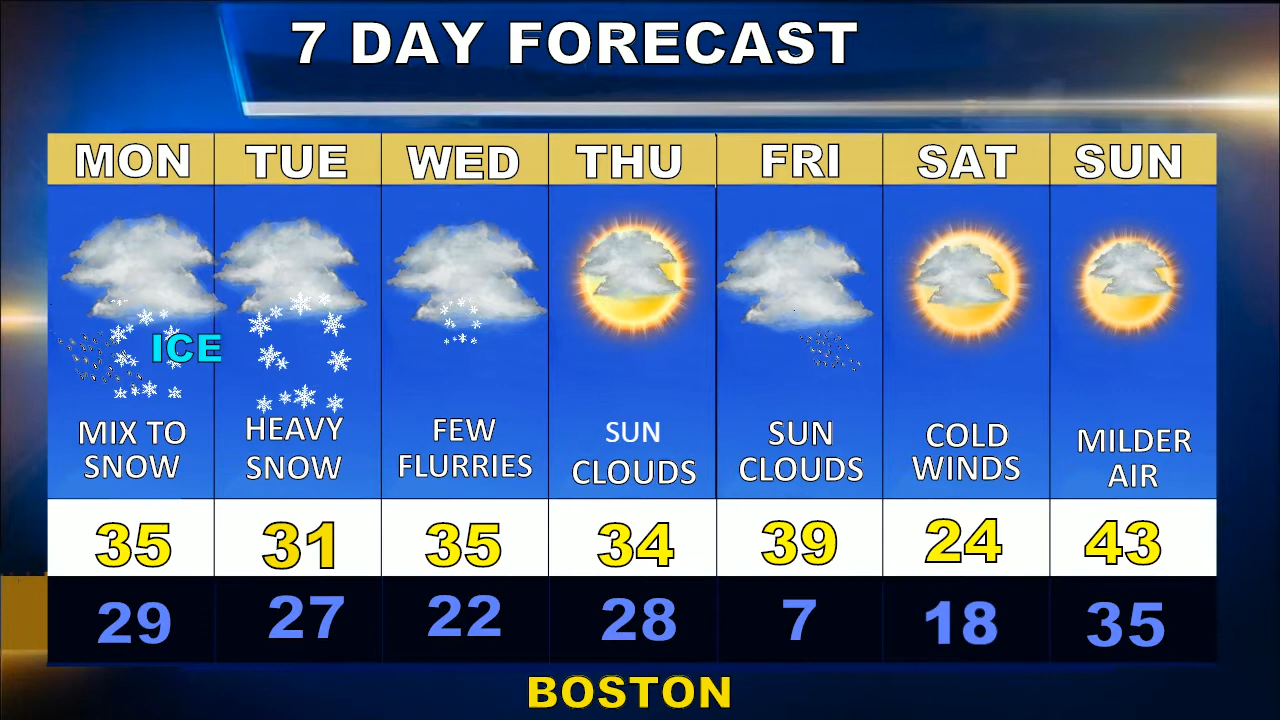 7 DAY FORECAST
MON TUE WED THU FRI SAT SUN
ICE
MIX TO
SNOW
HEAVY
SNOW
FEW
FLURRIES
SUN
CLOUDS
SUN
CLOUDS
COLD
WINDS
MILDER
AIR
35 31 35 34 39 24 43
29 27 22 28 7 18 35
BOSTON